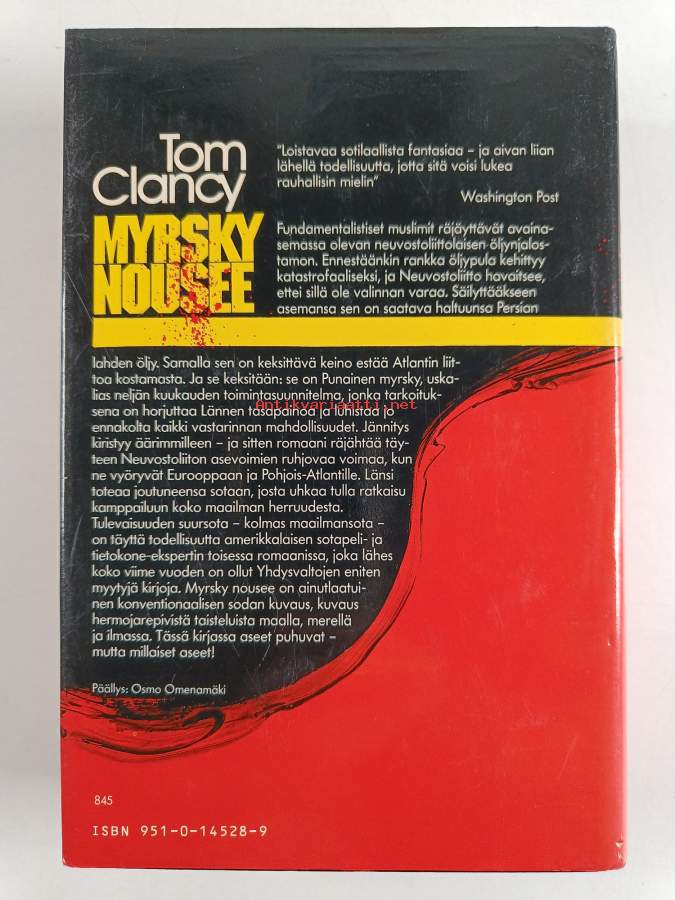 Tom
Clancy
MYRSKY
NOUSEE
"Loistavaa sotilaallista fantasiaa – ja aivan liian
lähellä todellisuutta, jotta sitä voisi lukea
rauhallisin mielin"
Washington Post
Fundamentalistiset muslimit räjäyttävät avaina-
semassa olevan neuvostoliittolaisen öljynjalos-
tamon. Ennestäänkin rankka öljypula kehittyy
katastrofaaliseksi, ja Neuvostoliitto havaitsee,
ettei sillä ole valinnan varaa. Säilyttääkseen
asemansa sen on saatava haltuunsa Persian
lahden öljy. Samalla sen on keksittävä keino estää Atlantin liit-
toa kostamasta. Ja se keksitään: se on Punainen myrsky, uska-
lias neljän kuukauden toimintasuunnitelma, jonka tarkoituk-
sena on horjuttaa Lännen tasapainoa ja tuhistaa jo
ennakolta kaikki vastarinnan mahdollisuudet. Jännitys
kiristyy äärimmilleen – ja sitten romaani räjähtää täy-
teen Neuvostoliiton asevoimien ruhjovaa voimaa, kun
ne vyöryvät Eurooppaan ja Pohjois-Atlantille. Länsi
toteaa joutuneensa sotaan, josta uhkaa tulla ratkaisu
kamppailuun koko maailman herruudesta.
Tulevaisuuden suursota – kolmas maailmansota –
on täyttä todellisuutta amerikkalaisen sotapeli- ja
tietokone-ekspertin toisessa romaanissa, joka lähes
koko viime vuoden on ollut Yhdysvaltojen eniten
myytyjä kirjoja. Myrsky nousee on ainutlaatui-
nen konventionaalisen sodan kuvaus, kuvaus
hermojarepivistä taisteluista maalla, merellä
ja ilmassa. Tässä kirjassa aseet puhuvat –
mutta millaiset aseet!
Antikvariaatti.net
Päällys: Osmo Omenamäki
845
ISBN 951-0-14528-9